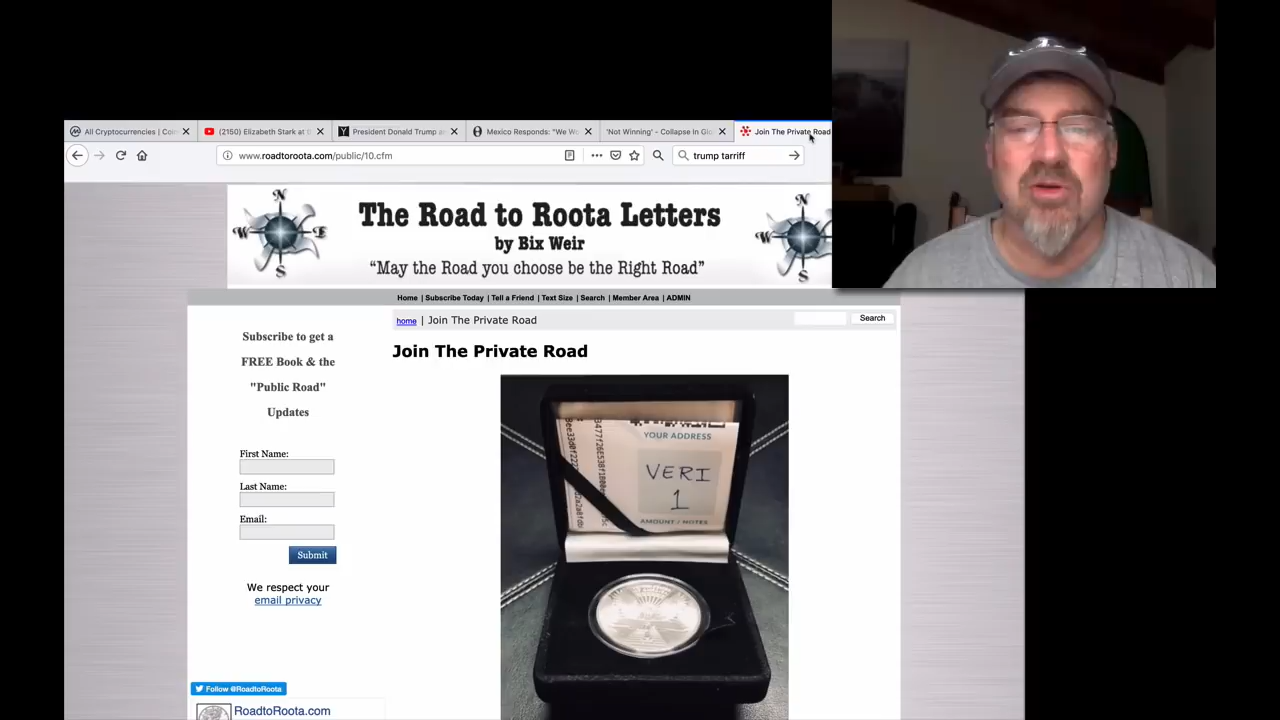 All Cryptocurrencies | Coin
(2150) Elizabeth Stark at
President Donald Trump a
Mexico Responds: "We W
'Not Winning' - Collapse In Glo
Join The Private Road
www.roadtoroota.com/public/10.cfm
trump tarriff
N
W E
S
The Road to Roota Letters
by Bix Weir
"May the Road you choose be the Right Road"
N
W
S
Home | Subscribe Today | Tell a Friend | Text Size | Search | Member Area | ADMIN
home | Join The Private Road
Search
Subscribe to get a
FREE Book & the
"Public Road"
Updates
First Name:
Last Name:
Email:
Submit
We respect your
email privacy
Follow @RoadtoRoota
RoadtoRoota.com
Join The Private Road
YOUR ADDRESS
VERI
1
AMOUNT / NOTES